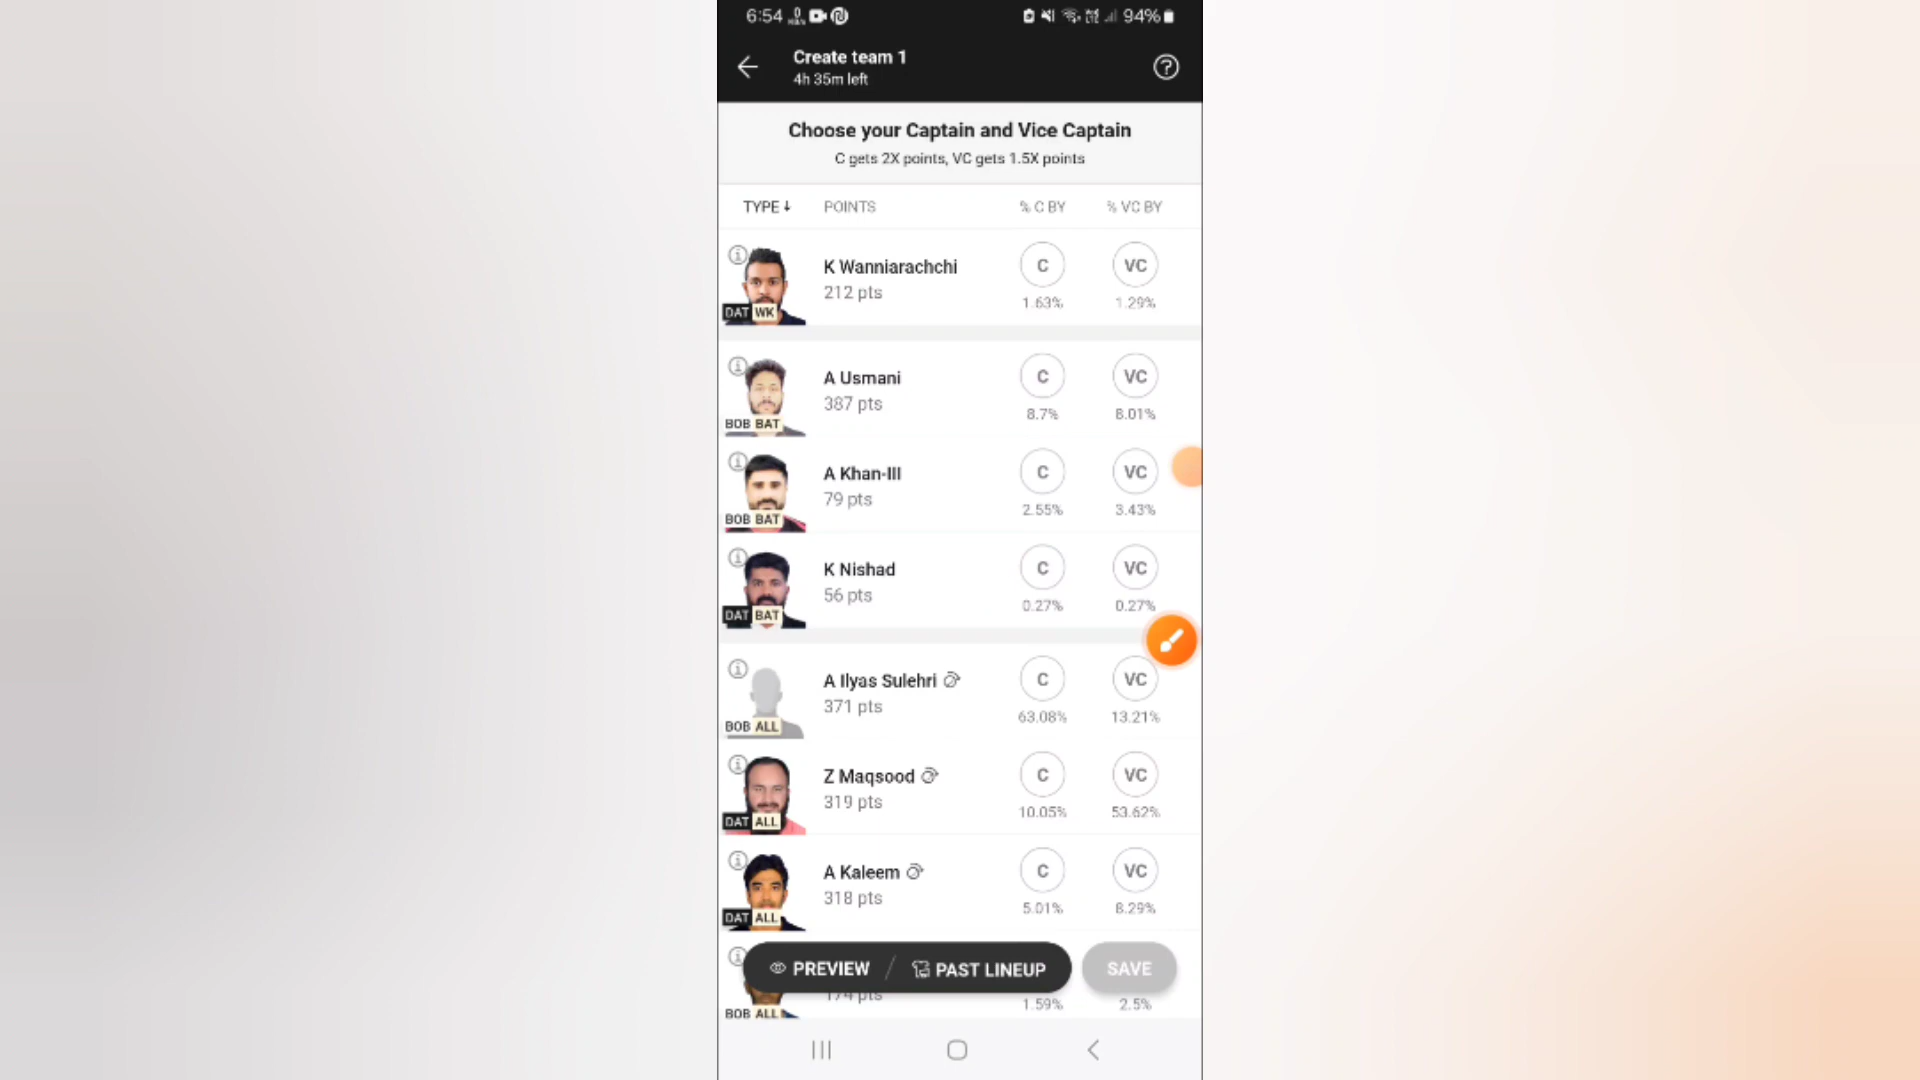 6:54 94%
Create team 1
4h 35m left
Choose your Captain and Vice Captain
C gets 2X points, VC gets 1.5X points
TYPE↓ POINTS % C BY % VC BY
K Wanniarachchi C VC
212 pts 1.63% 1.29%
DAT WK
A Usmani C VC
387 pts 8.7% 8.01%
BOB BAT
A Khan-III C VC
79 pts 2.55% 3.43%
BOB BAT
K Nishad C VC
56 pts 0.27% 0.27%
DAT BAT
A Ilyas Sulehri C VC
371 pts 63.08% 13.21%
BOB ALL
Z Maqsood C VC
319 pts 10.05% 53.62%
DAT ALL
A Kaleem C VC
318 pts 5.01% 8.29%
DAT ALL
PREVIEW / PAST LINEUP SAVE
174 pts 1.59% 2.5%
BOB ALL